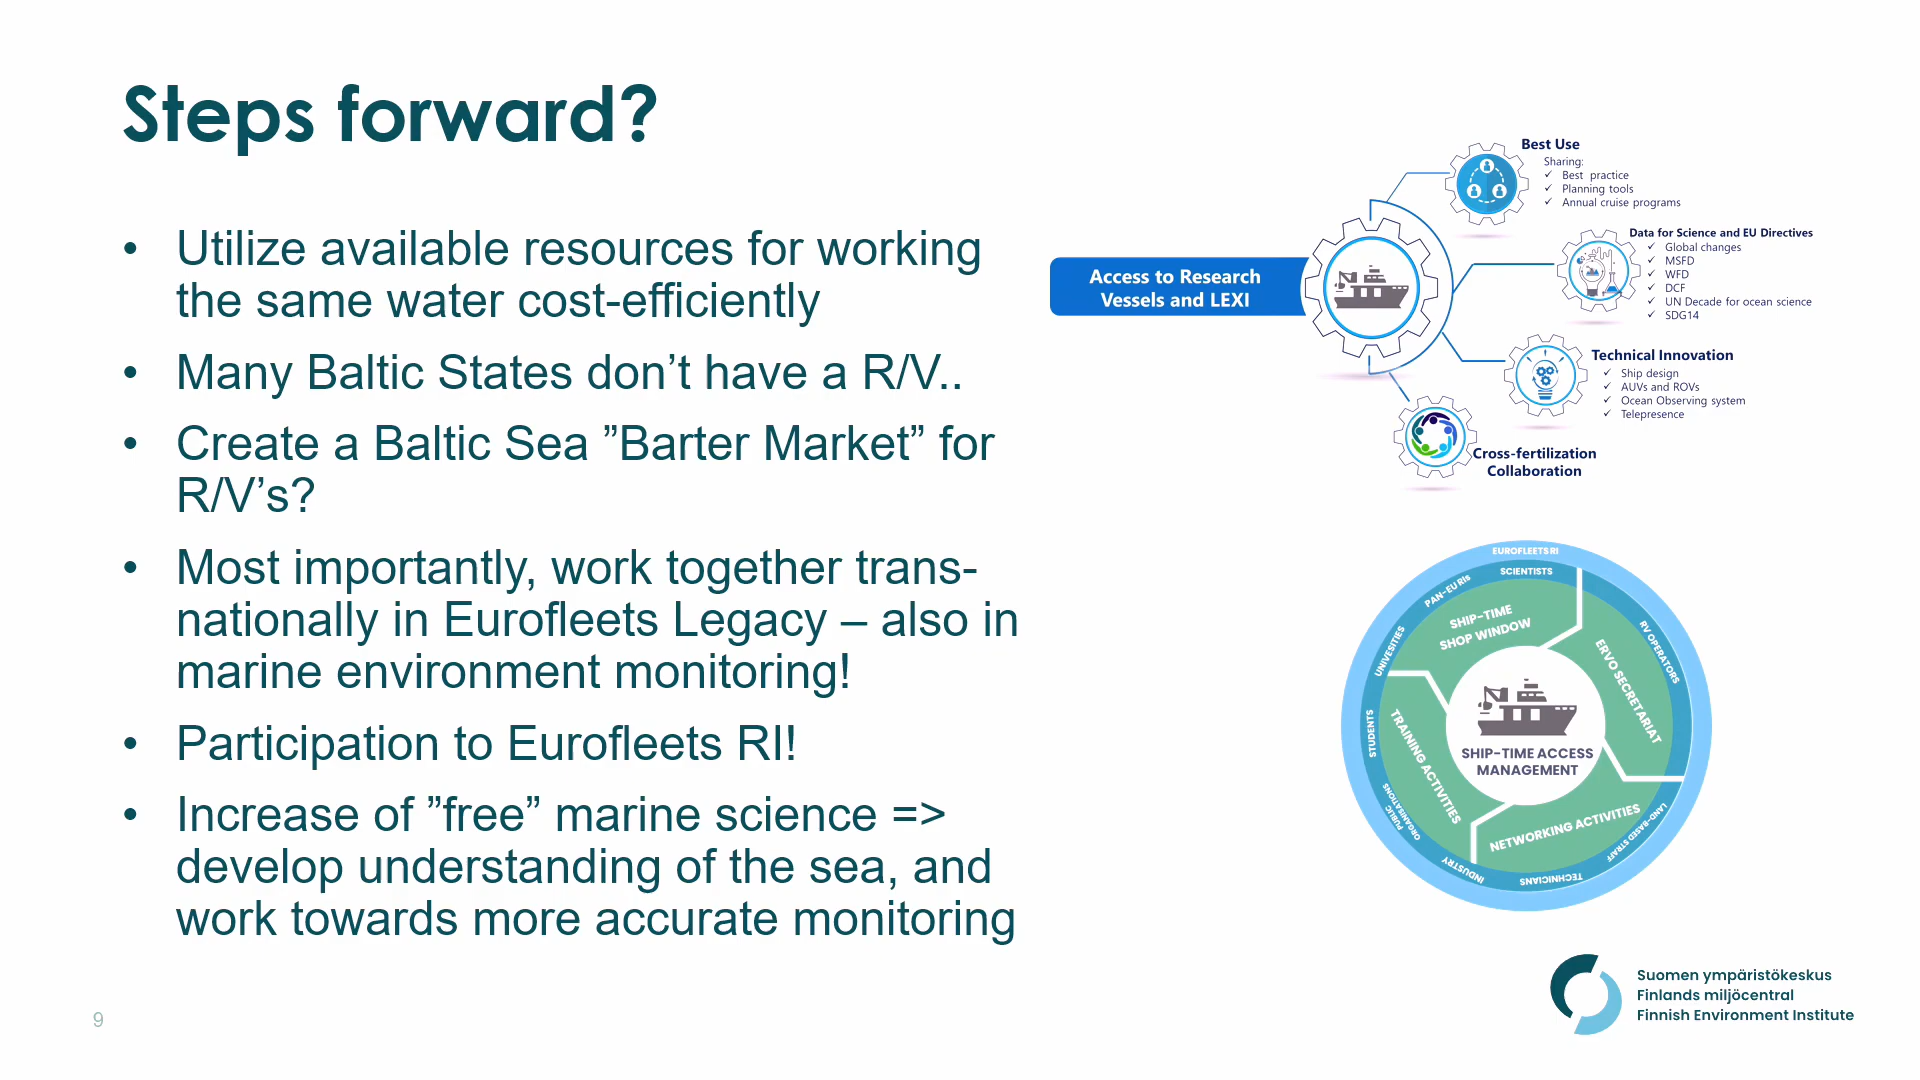 Steps forward?
• Utilize available resources for working
the same water cost-efficiently
• Many Baltic States don’t have a R/V..
• Create a Baltic Sea ”Barter Market” for
R/V’s?
• Most importantly, work together trans-
nationally in Eurofleets Legacy – also in
marine environment monitoring!
• Participation to Eurofleets RI!
• Increase of ”free” marine science =>
develop understanding of the sea, and
work towards more accurate monitoring
Access to Research
Vessels and LEXI
Best Use
Sharing:
✓ Best practice
✓ Planning tools
✓ Annual cruise programs
Data for Science and EU Directives
✓ Global changes
✓ MSFD
✓ WFD
✓ DCF
✓ UN Decade for ocean science
✓ SDG14
Technical Innovation
✓ Ship design
✓ AUVs and ROVs
✓ Ocean Observing system
✓ Telepresence
Cross-fertilization
Collaboration
EUROFLEETS RI
SCIENTISTS
PAN-EU RIs
UNIVESITIES
STUDENTS
PUBLIC
ORGANISATIONS
INDUSTRY
TECHNICIANS
LAND-BASED STAFF
RV OPERATORS
SHIP-TIME
SHOP WINDOW
ERVO SECRETARIAT
TRAINING ACTIVITIES
NETWORKING ACTIVITIES
SHIP-TIME ACCESS
MANAGEMENT
Suomen ympäristökeskus
Finlands miljöcentral
Finnish Environment Institute
9